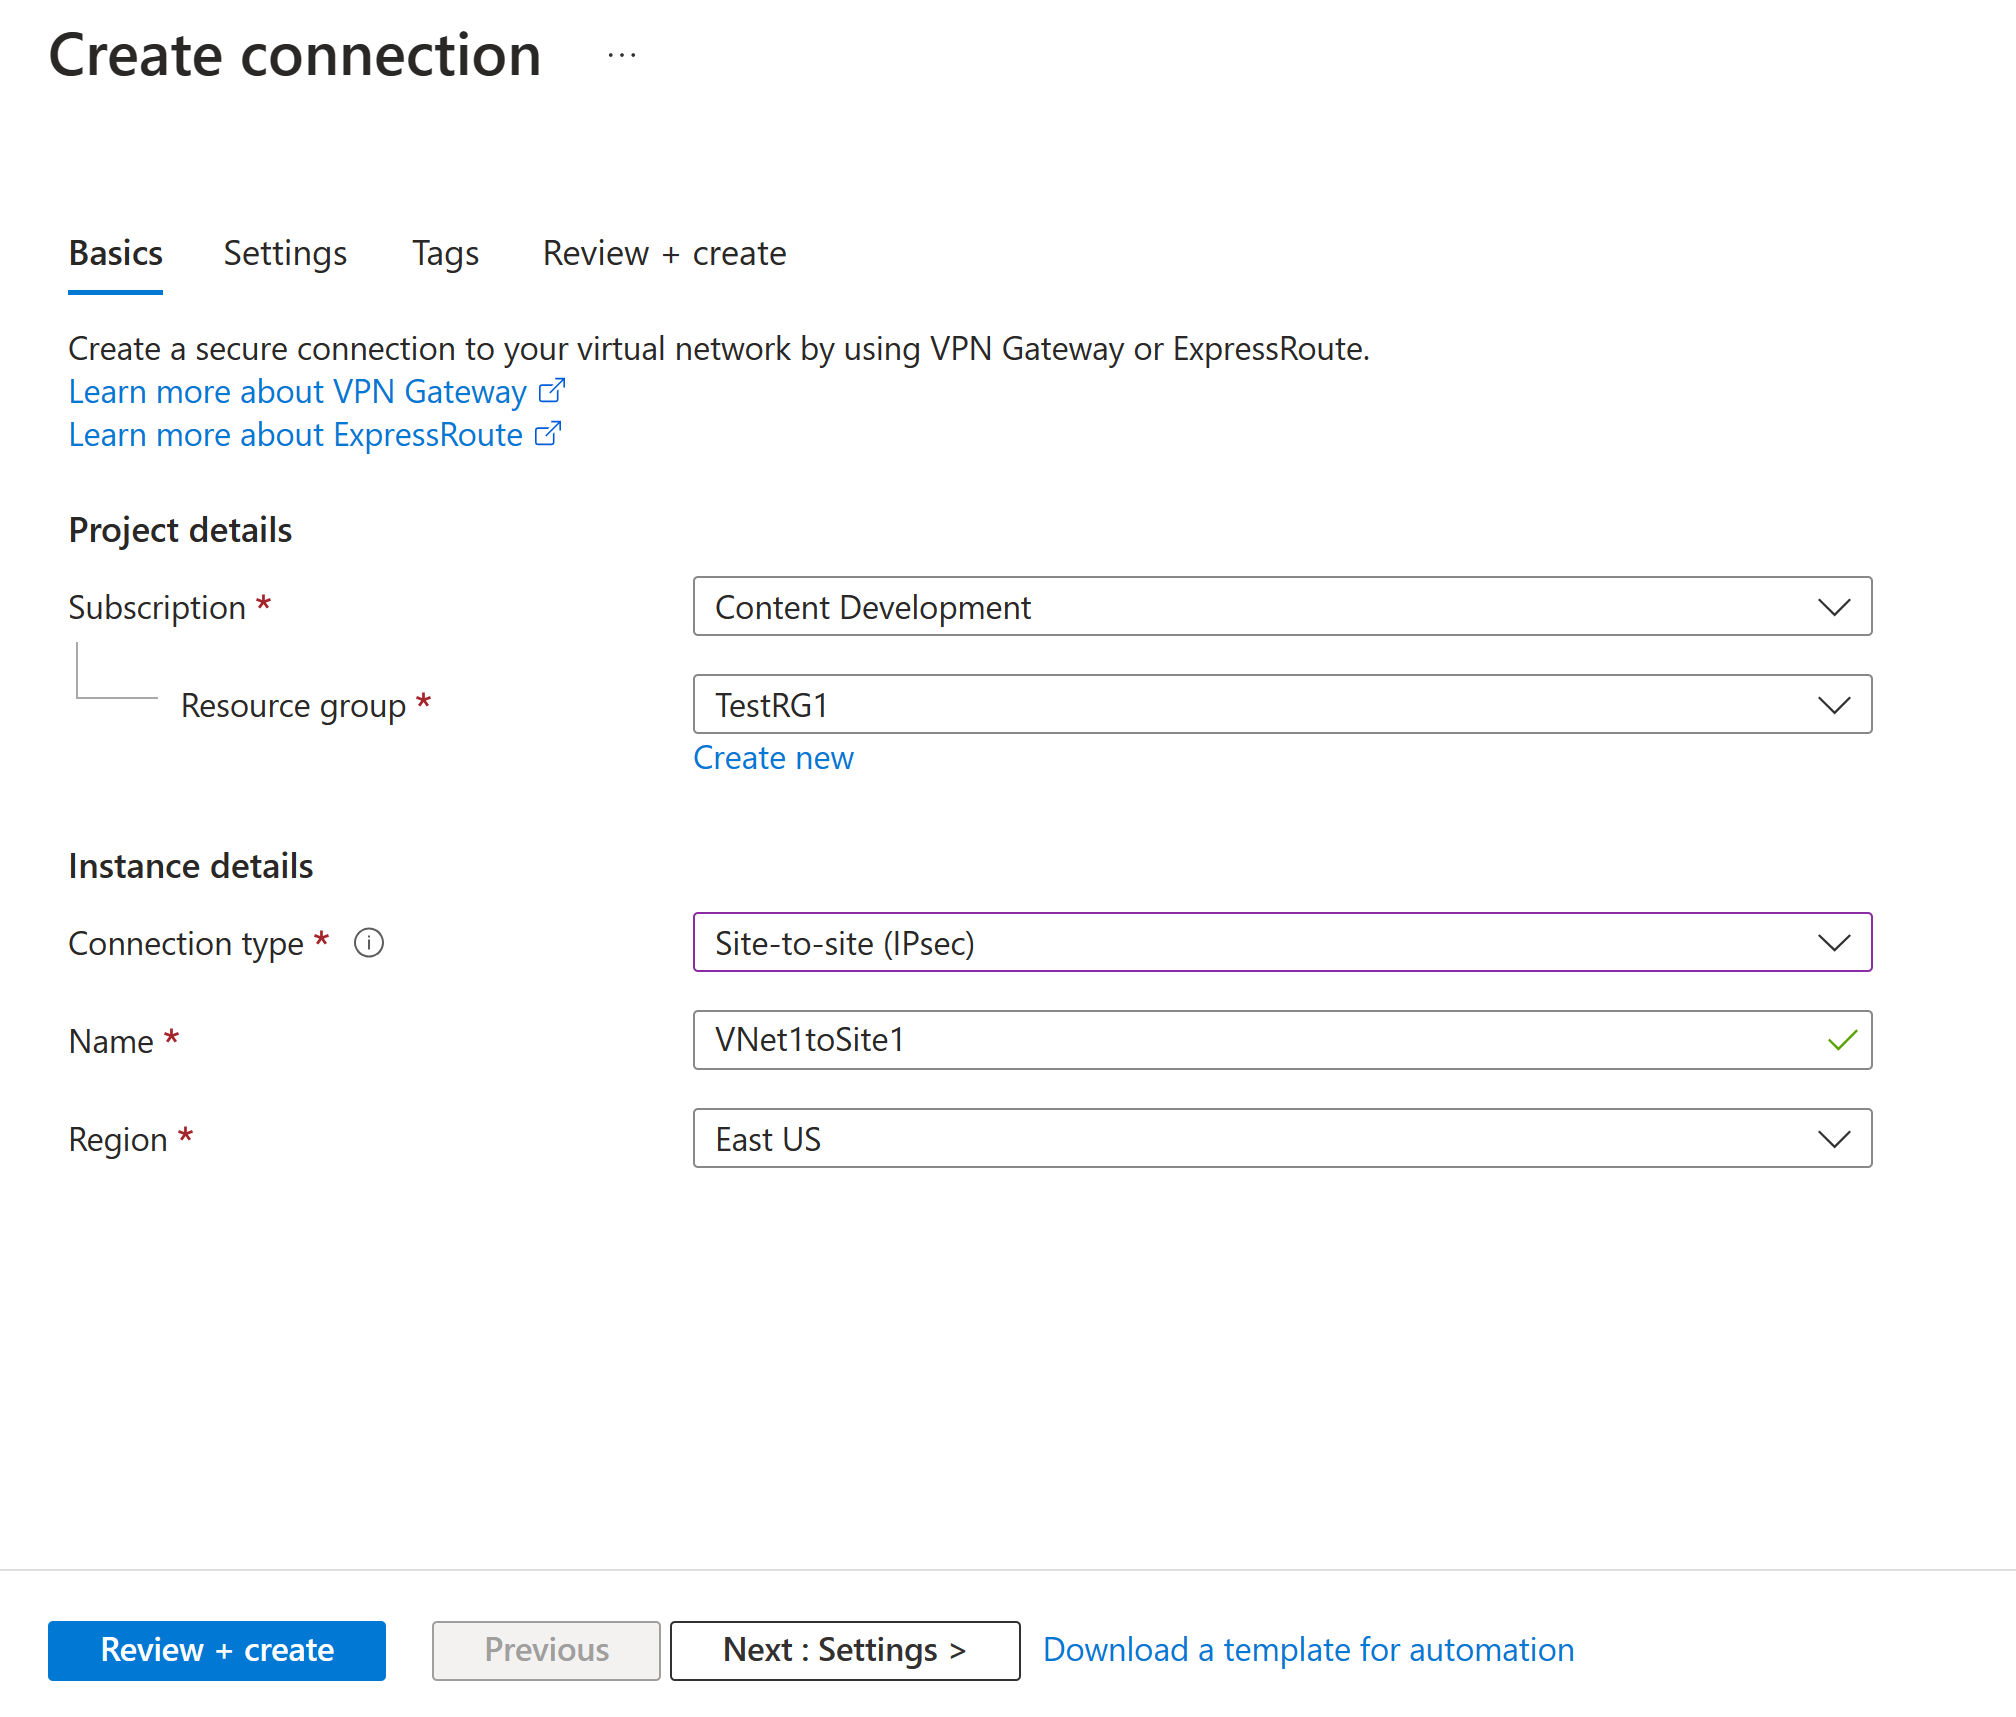 Create connection ...
Basics Settings Tags Review + create
Create a secure connection to your virtual network by using VPN Gateway or ExpressRoute.
Learn more about VPN Gateway
Learn more about ExpressRoute
Project details
Subscription * Content Development
Resource group * TestRG1
Create new
Instance details
Connection type * Site-to-site (IPsec)
Name * VNet1toSite1
Region * East US
Review + create Previous Next : Settings > Download a template for automation